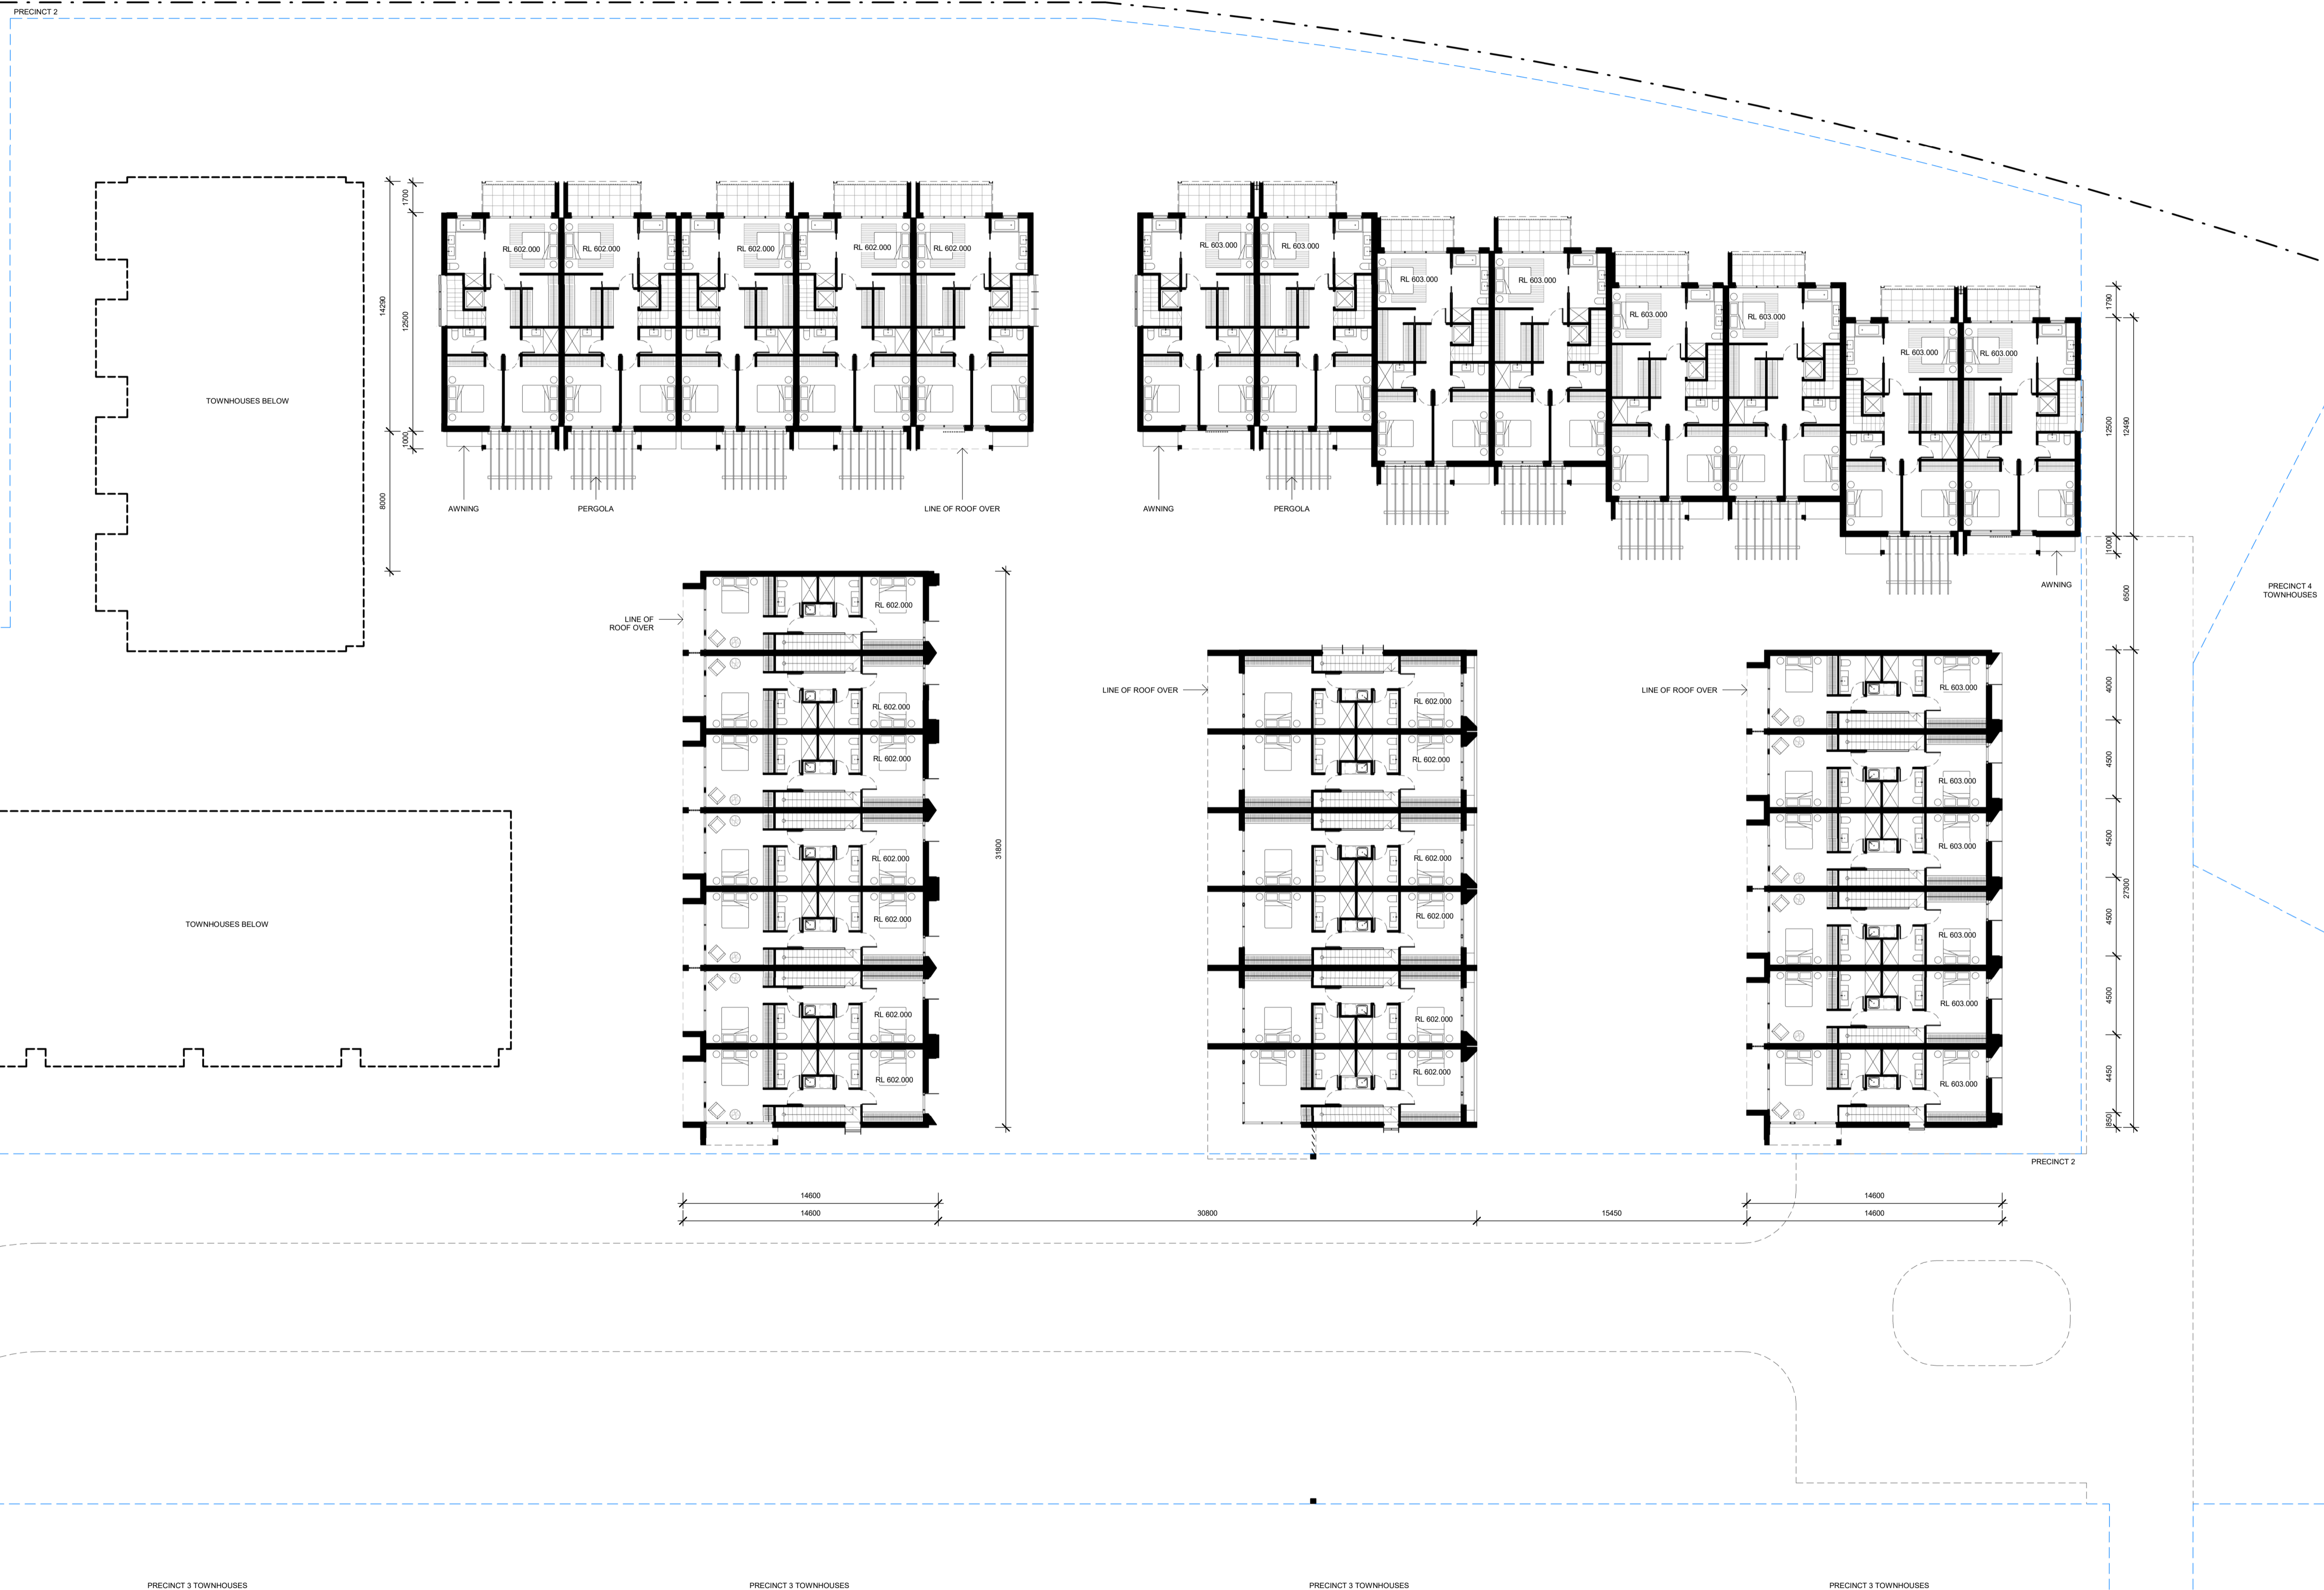 PRECINCT 2
1700
14290
12500
1000
8000
TOWNHOUSES BELOW
RL 602.000
RL 602.000
RL 602.000
RL 602.000
RL 602.000
AWNING
PERGOLA
LINE OF ROOF OVER
RL 603.000
RL 603.000
RL 603.000
RL 603.000
RL 603.000
RL 603.000
RL 603.000
RL 603.000
AWNING
PERGOLA
AWNING
1790
12500
12490
1000
6500
PRECINCT 4
TOWNHOUSES
TOWNHOUSES BELOW
LINE OF
ROOF OVER
RL 602.000
RL 602.000
RL 602.000
RL 602.000
RL 602.000
RL 602.000
RL 602.000
31800
LINE OF ROOF OVER
RL 602.000
RL 602.000
RL 602.000
RL 602.000
RL 602.000
RL 602.000
LINE OF ROOF OVER
RL 603.000
RL 603.000
RL 603.000
RL 603.000
RL 603.000
RL 603.000
4000
4500
4500
4500
4500
4450
850
27300
PRECINCT 2
14600
14600
30800
15450
14600
14600
PRECINCT 3 TOWNHOUSES
PRECINCT 3 TOWNHOUSES
PRECINCT 3 TOWNHOUSES
PRECINCT 3 TOWNHOUSES